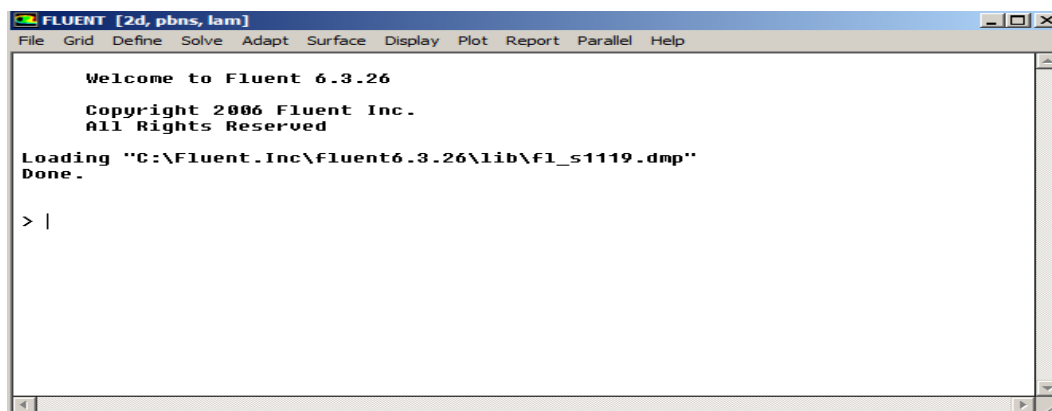 FLUENT [2d, pbns, lam]
File Grid Define Solve Adapt Surface Display Plot Report Parallel Help
Welcome to Fluent 6.3.26
Copyright 2006 Fluent Inc.
All Rights Reserved
Loading "C:\Fluent.Inc\fluent6.3.26\lib\fl_s1119.dmp"
Done.
> |